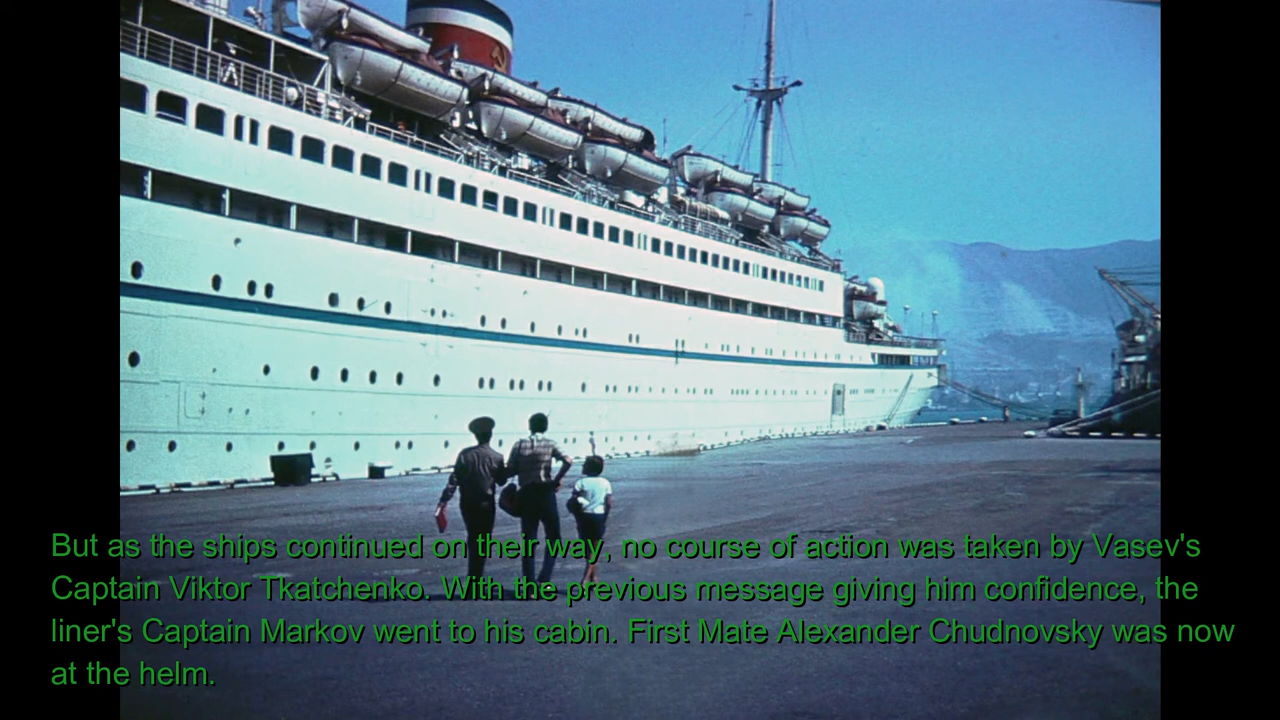 But as the ships continued on their way, no course of action was taken by Vasev's
Captain Viktor Tkatchenko. With the previous message giving him confidence, the
liner's Captain Markov went to his cabin. First Mate Alexander Chudnovsky was now
at the helm.